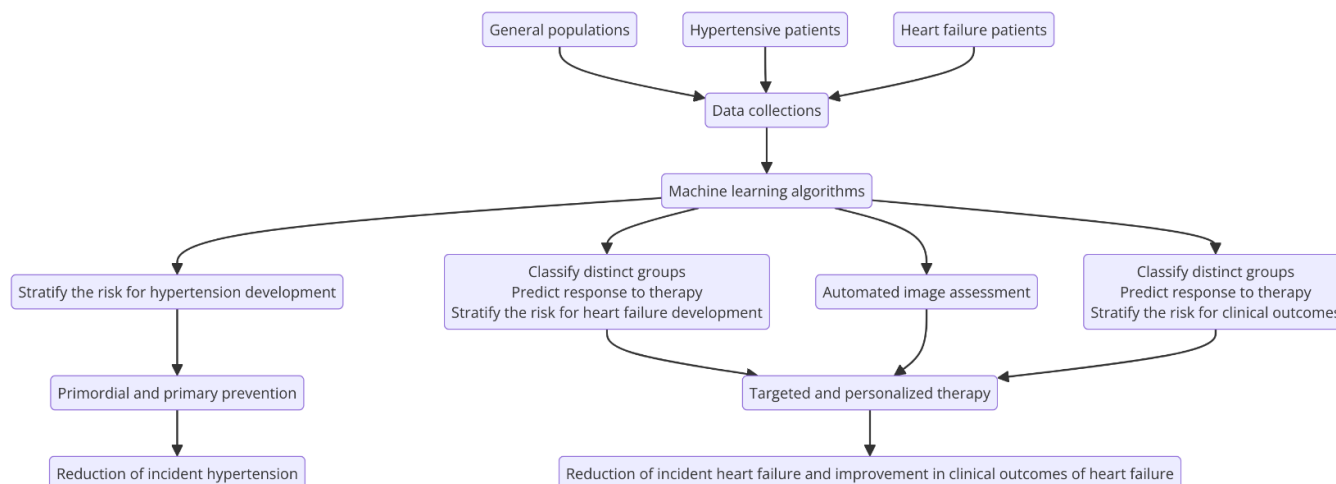 General populations
Hypertensive patients
Heart failure patients
Data collections
Machine learning algorithms
Stratify the risk for hypertension development
Classify distinct groups
Predict response to therapy
Stratify the risk for heart failure development
Automated image assessment
Classify distinct groups
Predict response to therapy
Stratify the risk for clinical outcomes
Primordial and primary prevention
Targeted and personalized therapy
Reduction of incident hypertension
Reduction of incident heart failure and improvement in clinical outcomes of heart failure